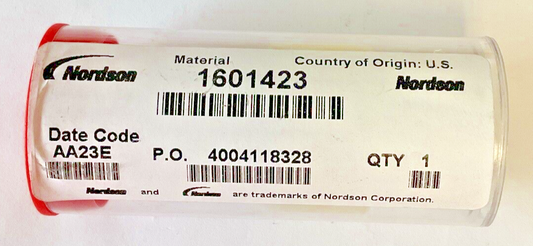 Material Country of Origin: U.S.
Nordson 1601423 Nordson
Date Code
AA23E P.O. 4004118328 QTY 1
Nordson and Nordson are trademarks of Nordson Corporation.